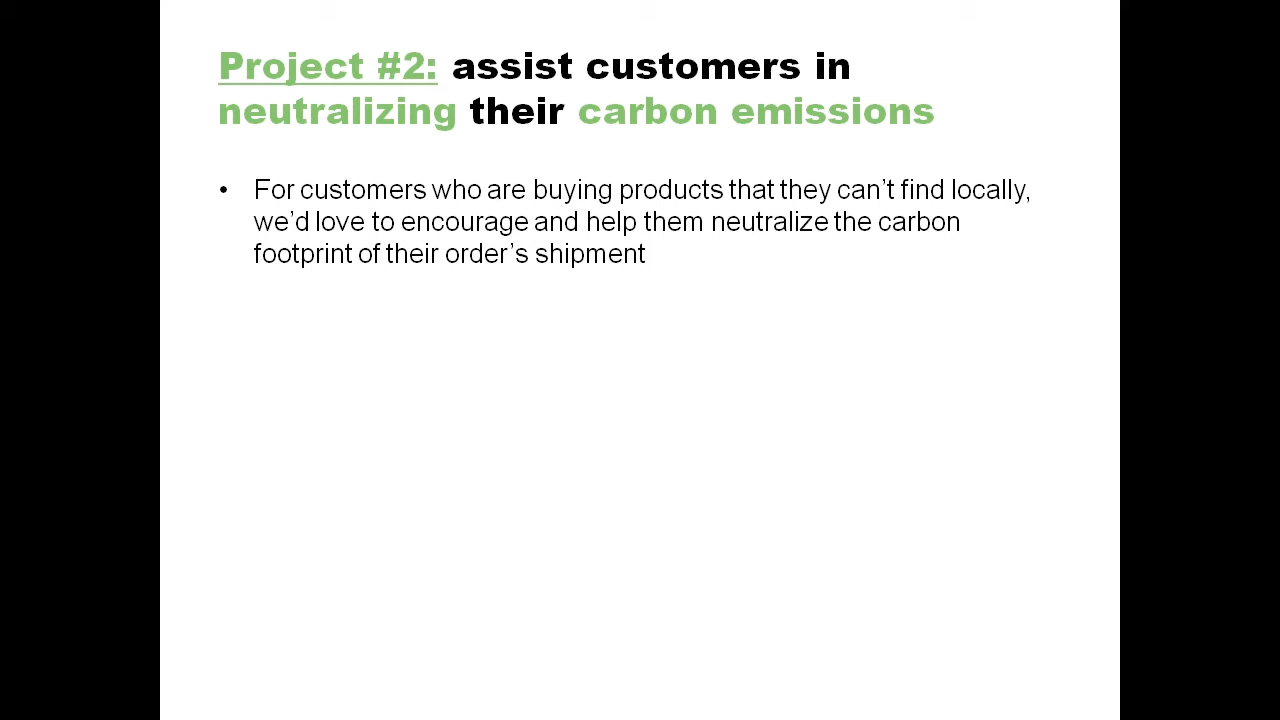 Project #2: assist customers in
neutralizing their carbon emissions
• For customers who are buying products that they can’t find locally,
we’d love to encourage and help them neutralize the carbon
footprint of their order’s shipment